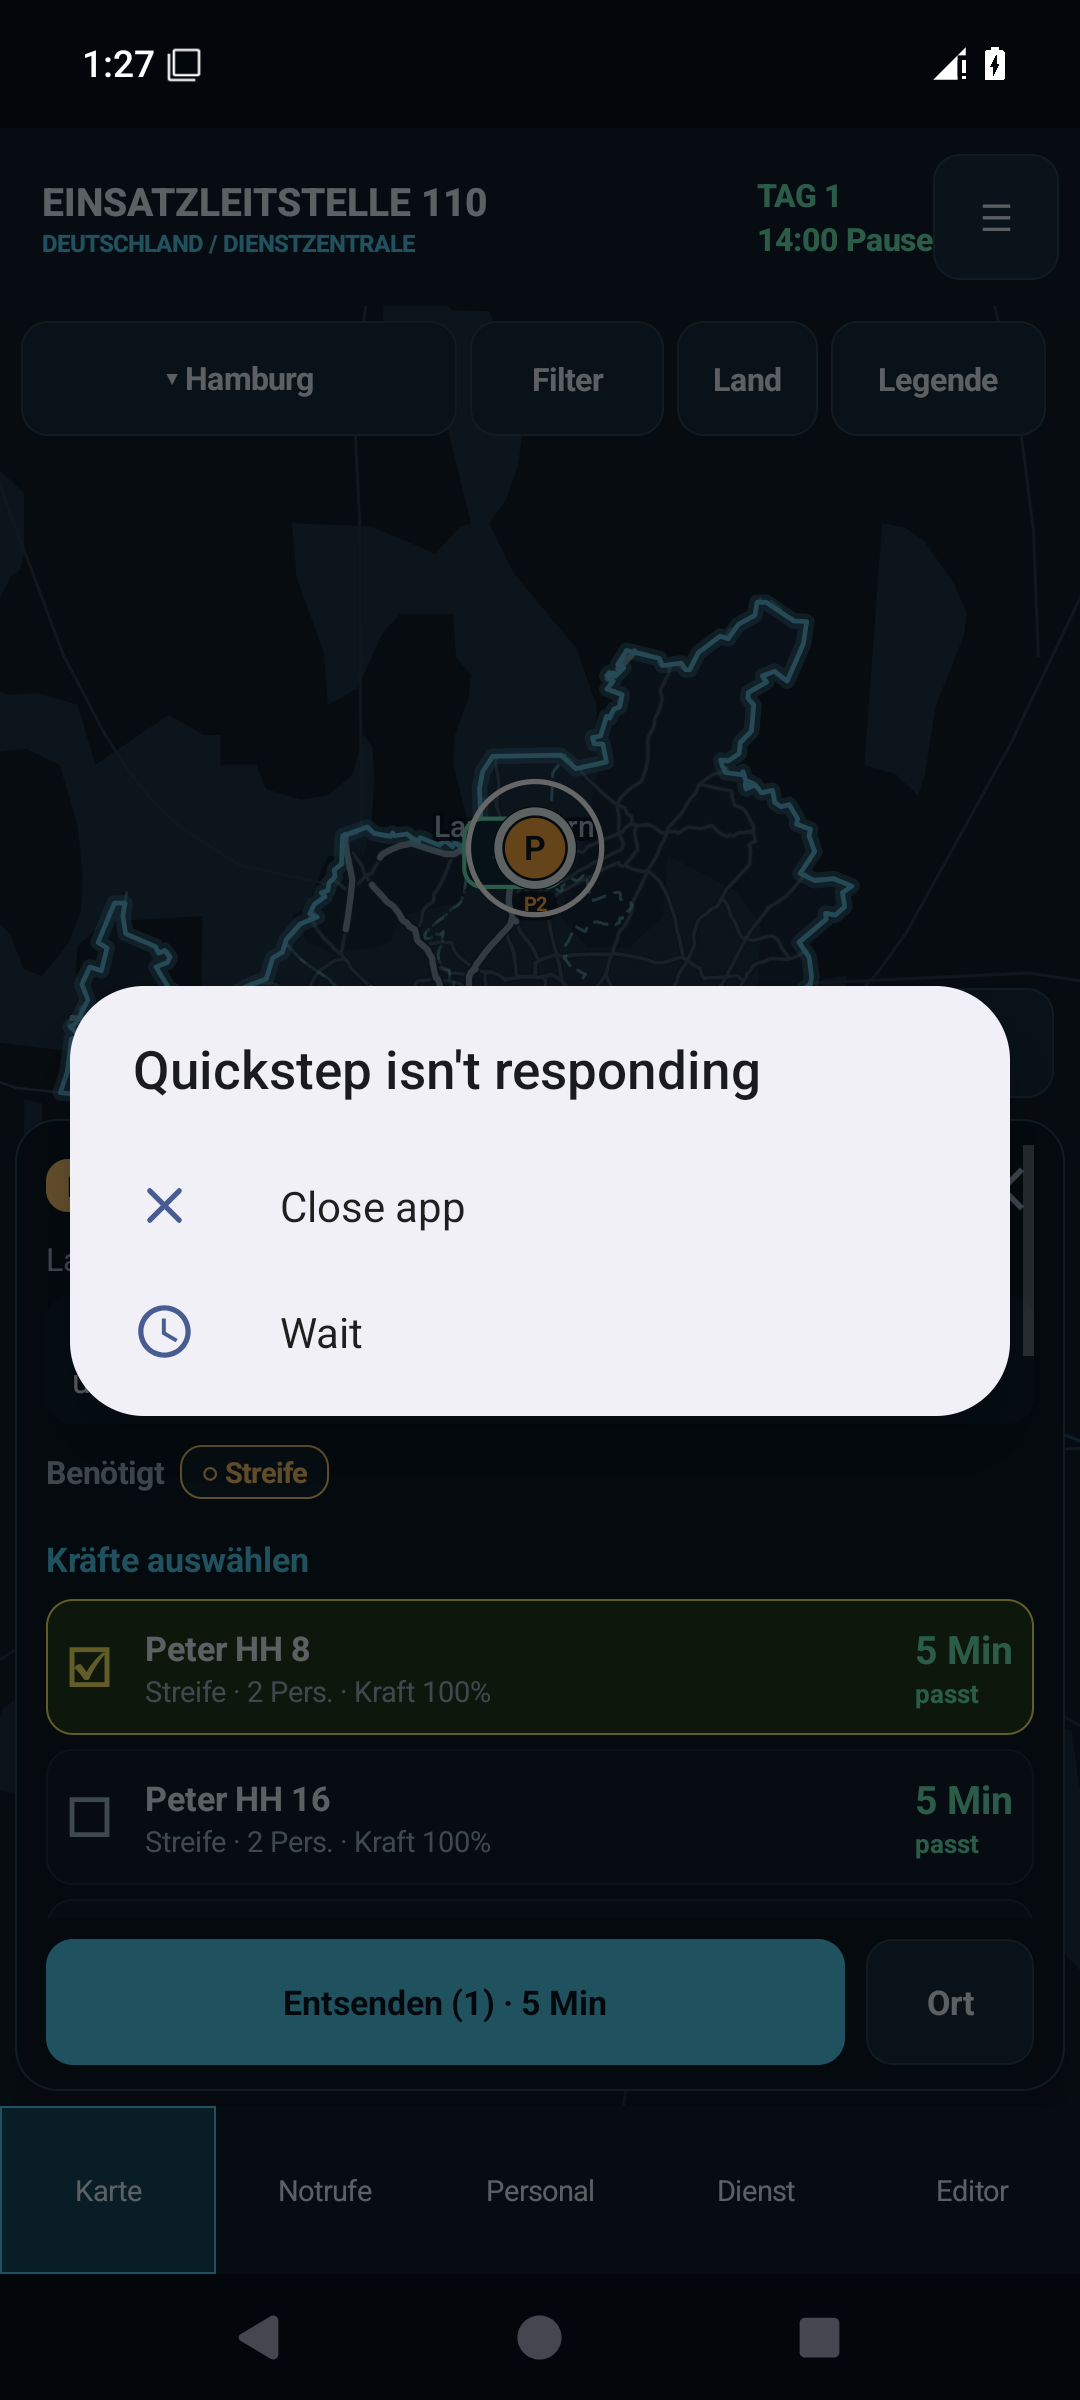 1:27
EINSATZLEITSTELLE 110
DEUTSCHLAND / DIENSTZENTRALE
TAG 1
14:00 Pause
▾ Hamburg
Filter
Land
Legende
P
P2
Quickstep isn't responding
Close app
Wait
Benötigt
Streife
Kräfte auswählen
Peter HH 8
Streife · 2 Pers. · Kraft 100%
5 Min
passt
Peter HH 16
Streife · 2 Pers. · Kraft 100%
5 Min
passt
Entsenden (1) · 5 Min
Ort
Karte
Notrufe
Personal
Dienst
Editor